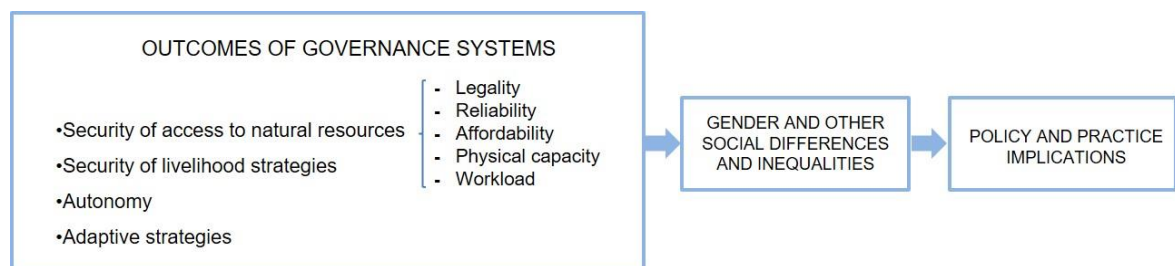 OUTCOMES OF GOVERNANCE SYSTEMS
- Legality
- Reliability
•Security of access to natural resources
- Affordability
•Security of livelihood strategies
- Physical capacity
- Workload
•Autonomy
•Adaptive strategies
GENDER AND OTHER
SOCIAL DIFFERENCES
AND INEQUALITIES
POLICY AND PRACTICE
IMPLICATIONS